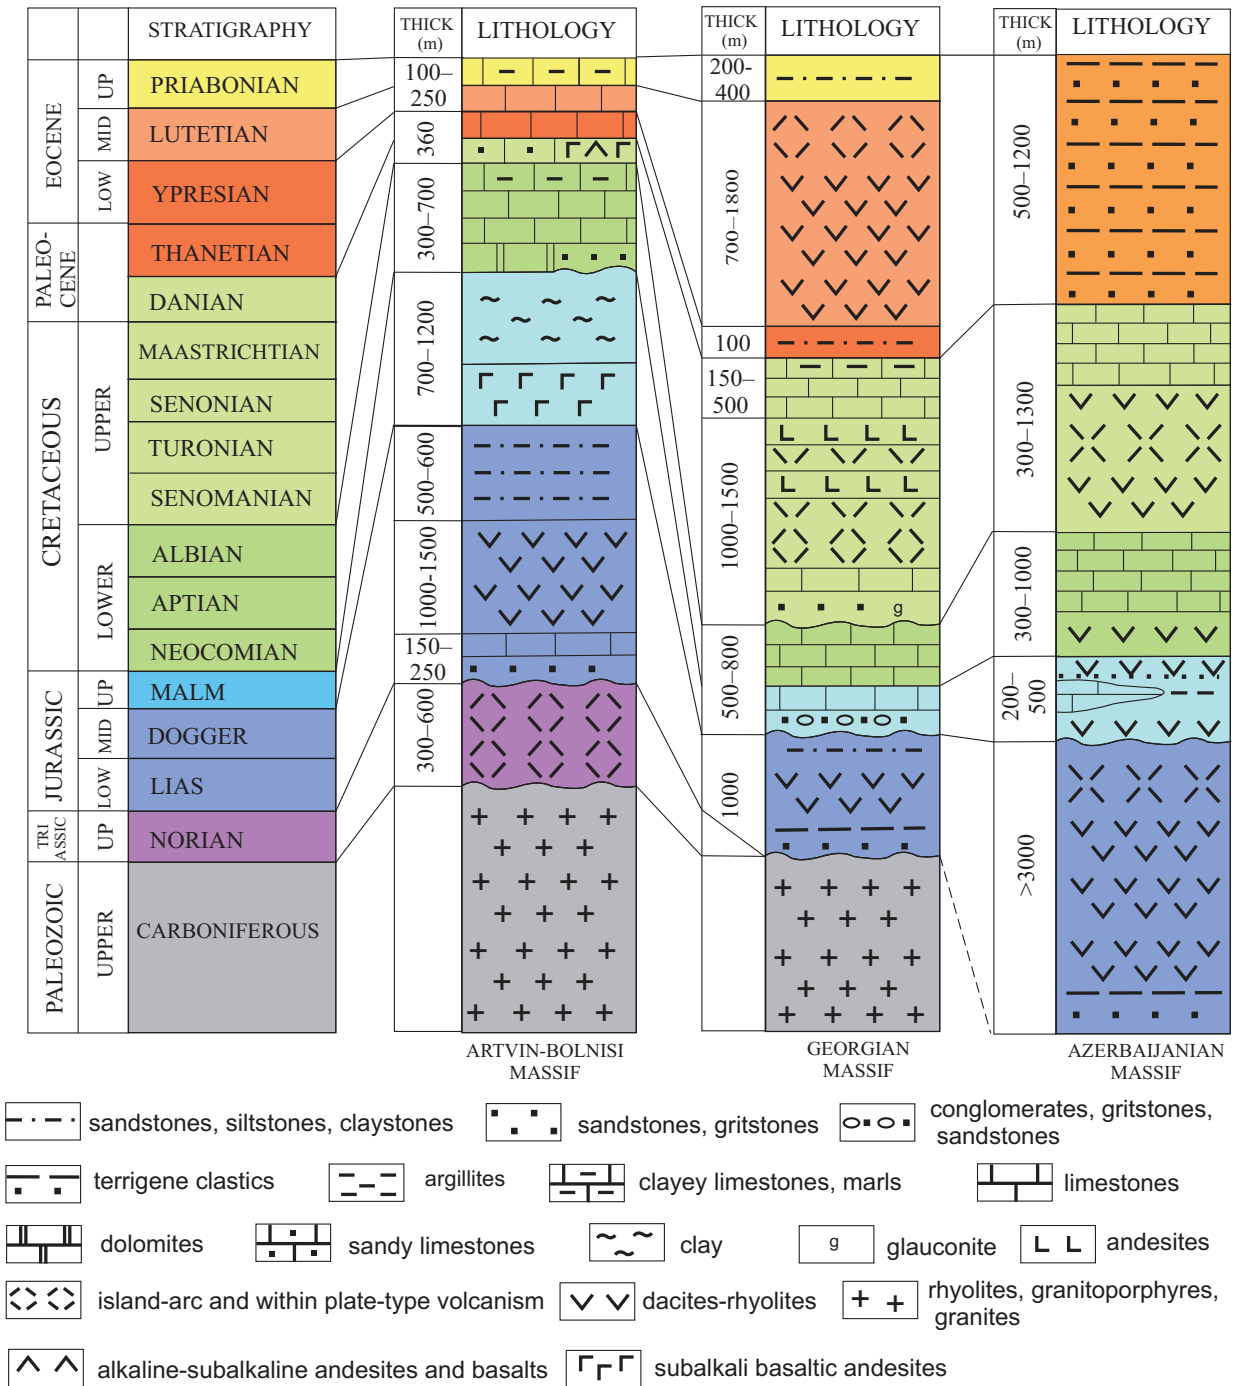 STRATIGRAPHY
EOCENE
UP
MID
LOW
PALEO-
CENE
CRETACEOUS
UPPER
LOWER
JURASSIC
UP
MID
LOW
TRI
ASSIC
UP
PALEOZOIC
UPPER
PRIABONIAN
LUTETIAN
YPRESIAN
THANETIAN
DANIAN
MAASTRICHTIAN
SENONIAN
TURONIAN
SENOMANIAN
ALBIAN
APTIAN
NEOCOMIAN
MALM
DOGGER
LIAS
NORIAN
CARBONIFEROUS
THICK
(m)
LITHOLOGY
100–
250
360
300–700
700–1200
500–600
1000-1500
150–
250
300–600
ARTVIN-BOLNISI
MASSIF
THICK
(m)
LITHOLOGY
200-
400
700–1800
100
150–
500
1000–1500
g
500–800
1000
GEORGIAN
MASSIF
THICK
(m)
LITHOLOGY
500–1200
300–1300
300–1000
200–
500
>3000
AZERBAIJANIAN
MASSIF
sandstones, siltstones, claystones
sandstones, gritstones
conglomerates, gritstones,
sandstones
terrigene clastics
argillites
clayey limestones, marls
limestones
dolomites
sandy limestones
clay
g
glauconite
andesites
island-arc and within plate-type volcanism
dacites-rhyolites
rhyolites, granitoporphyres,
granites
alkaline-subalkaline andesites and basalts
subalkali basaltic andesites